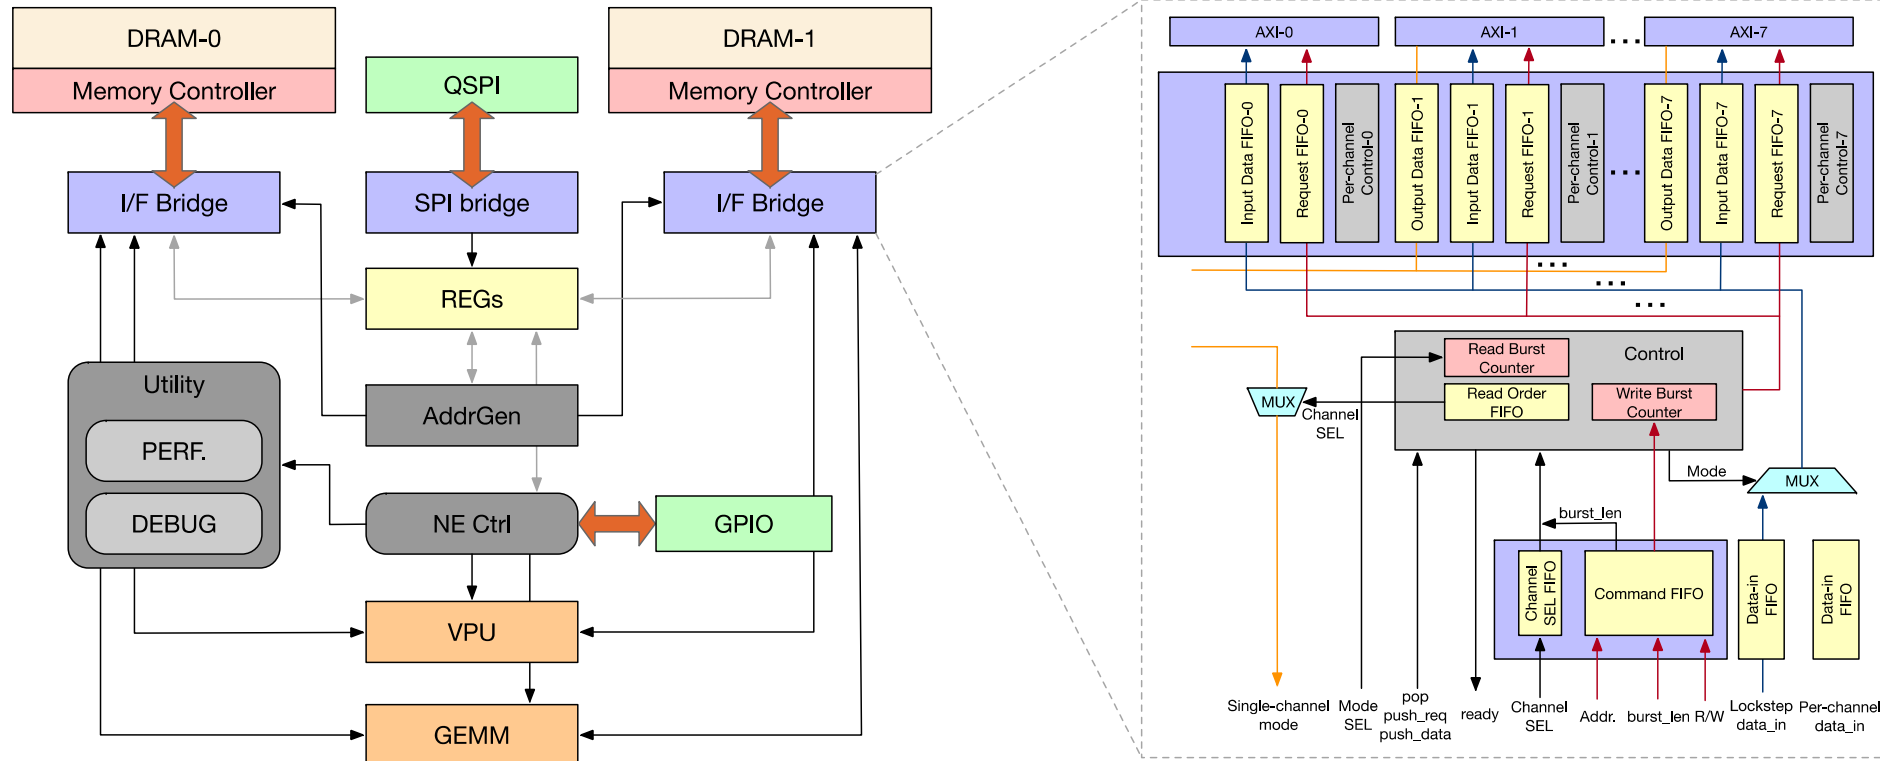 DRAM-0
Memory Controller
QSPI
DRAM-1
Memory Controller
I/F Bridge
SPI bridge
I/F Bridge
REGs
Utility
PERF.
DEBUG
AddrGen
NE Ctrl
GPIO
VPU
GEMM
AXI-0
AXI-1
...
AXI-7
Input Data FIFO-0
Request FIFO-0
Per-channel
Control-0
Output Data FIFO-1
Input Data FIFO-1
Request FIFO-1
Per-channel
Control-1
...
Output Data FIFO-7
Input Data FIFO-7
Request FIFO-7
Per-channel
Control-7
...
...
...
Read Burst
Counter
Control
Read Order
FIFO
Write Burst
Counter
MUX
Channel
SEL
Mode
MUX
burst_len
Channel
SEL FIFO
Command FIFO
Data-in
FIFO
Data-in
FIFO
Single-channel
mode
Mode
SEL
pop
push_req
push_data
ready
Channel
SEL
Addr.
burst_len
R/W
Lockstep
data_in
Per-channel
data_in